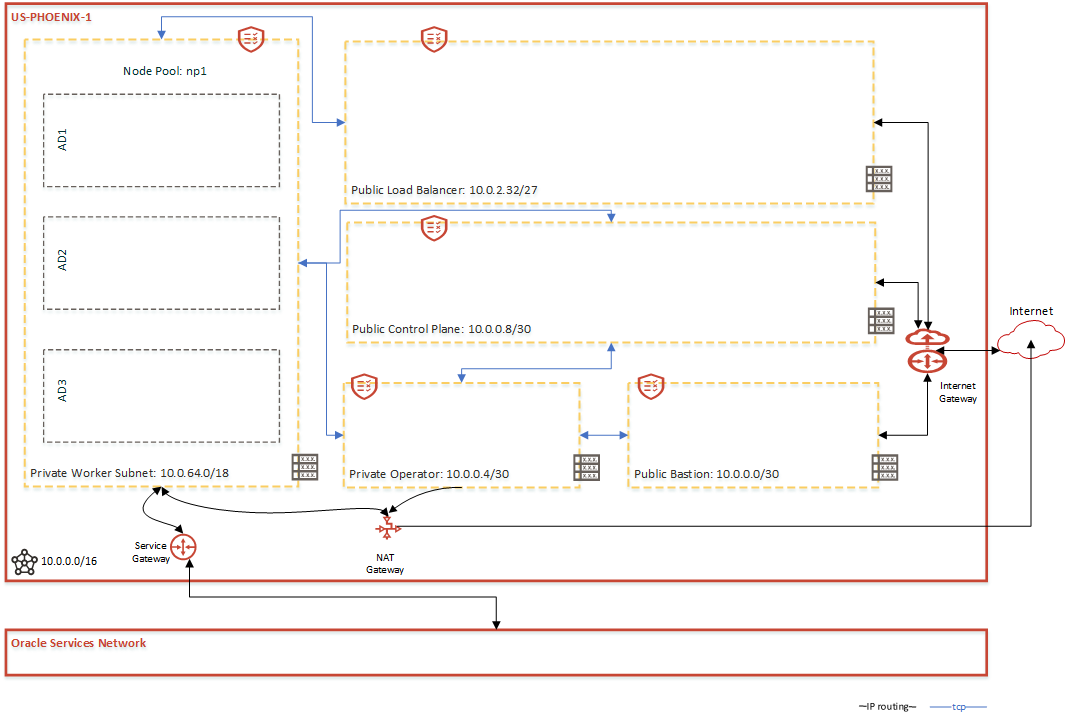 US-PHOENIX-1
Node Pool: np1
AD1
AD2
AD3
Private Worker Subnet: 10.0.64.0/18
Public Load Balancer: 10.0.2.32/27
Public Control Plane: 10.0.0.8/30
Private Operator: 10.0.0.4/30
Public Bastion: 10.0.0.0/30
Internet
Internet
Gateway
Service
Gateway
NAT
Gateway
10.0.0.0/16
Oracle Services Network
IP routing
tcp